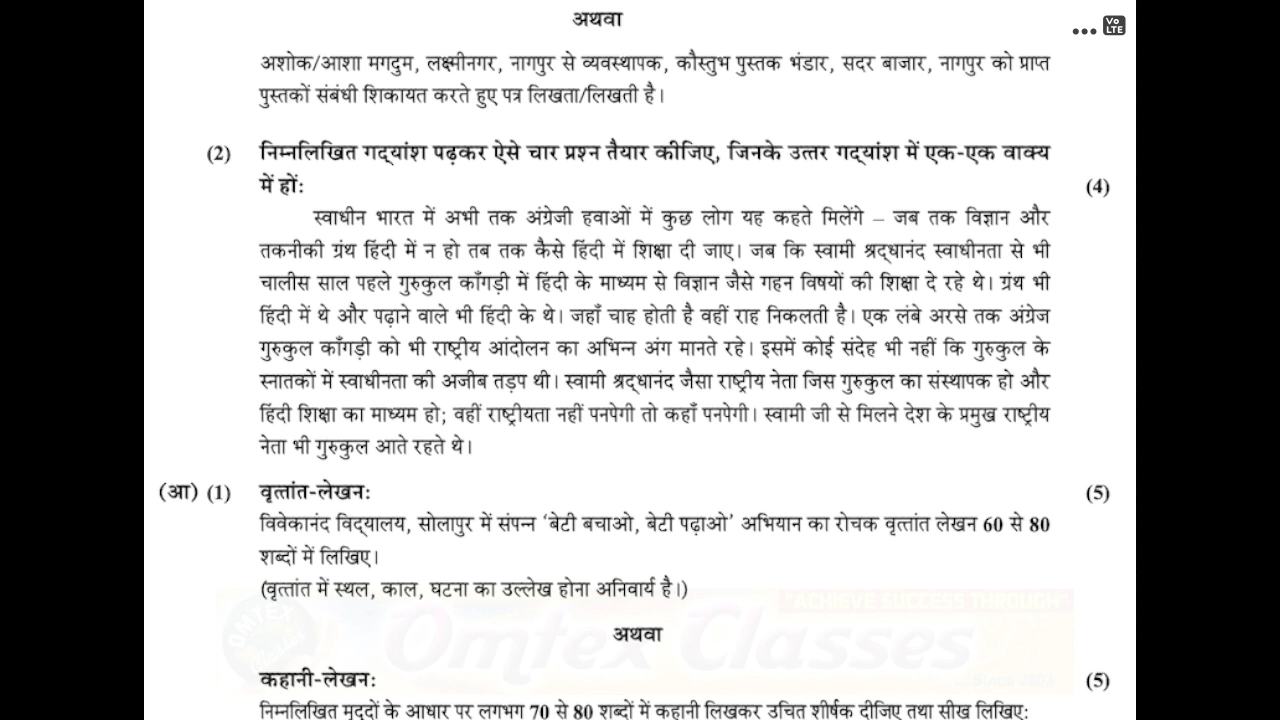 अथवा
Vo
LTE
अशोक/आशा मगदुम, लक्ष्मीनगर, नागपुर से व्यवस्थापक, कौस्तुभ पुस्तक भंडार, सदर बाजार, नागपुर को प्राप्त
पुस्तकों संबंधी शिकायत करते हुए पत्र लिखता/लिखती है।
(2) निम्नलिखित गद्‌यांश पढ़कर ऐसे चार प्रश्न तैयार कीजिए, जिनके उत्तर गद्‌यांश में एक-एक वाक्य
में हों: (4)
स्वाधीन भारत में अभी तक अंग्रेजी हवाओं में कुछ लोग यह कहते मिलेंगे – जब तक विज्ञान और
तकनीकी ग्रंथ हिंदी में न हो तब तक कैसे हिंदी में शिक्षा दी जाए। जब कि स्वामी श्रद्‌धानंद स्वाधीनता से भी
चालीस साल पहले गुरुकुल काँगड़ी में हिंदी के माध्यम से विज्ञान जैसे गहन विषयों की शिक्षा दे रहे थे। ग्रंथ भी
हिंदी में थे और पढ़ाने वाले भी हिंदी के थे। जहाँ चाह होती है वहीं राह निकलती है। एक लंबे अरसे तक अंग्रेज
गुरुकुल काँगड़ी को भी राष्ट्रीय आंदोलन का अभिन्न अंग मानते रहे। इसमें कोई संदेह भी नहीं कि गुरुकुल के
स्नातकों में स्वाधीनता की अजीब तड़प थी। स्वामी श्रद्‌धानंद जैसा राष्ट्रीय नेता जिस गुरुकुल का संस्थापक हो और
हिंदी शिक्षा का माध्यम हो; वहीं राष्ट्रीयता नहीं पनपेगी तो कहाँ पनपेगी। स्वामी जी से मिलने देश के प्रमुख राष्ट्रीय
नेता भी गुरुकुल आते रहते थे।
(आ) (1) वृत्तांत-लेखन: (5)
विवेकानंद विद्‌यालय, सोलापुर में संपन्न ‘बेटी बचाओ, बेटी पढ़ाओ’ अभियान का रोचक वृत्तांत लेखन 60 से 80
शब्दों में लिखिए।
(वृत्तांत में स्थल, काल, घटना का उल्लेख होना अनिवार्य है।)
"ACHIEVE SUCCESS THROUGH"
OMTEX
Omtex Classes
अथवा
कहानी-लेखन: (5)
निम्नलिखित मुद्‌दों के आधार पर लगभग 70 से 80 शब्दों में कहानी लिखकर उचित शीर्षक दीजिए तथा सीख लिखिए: